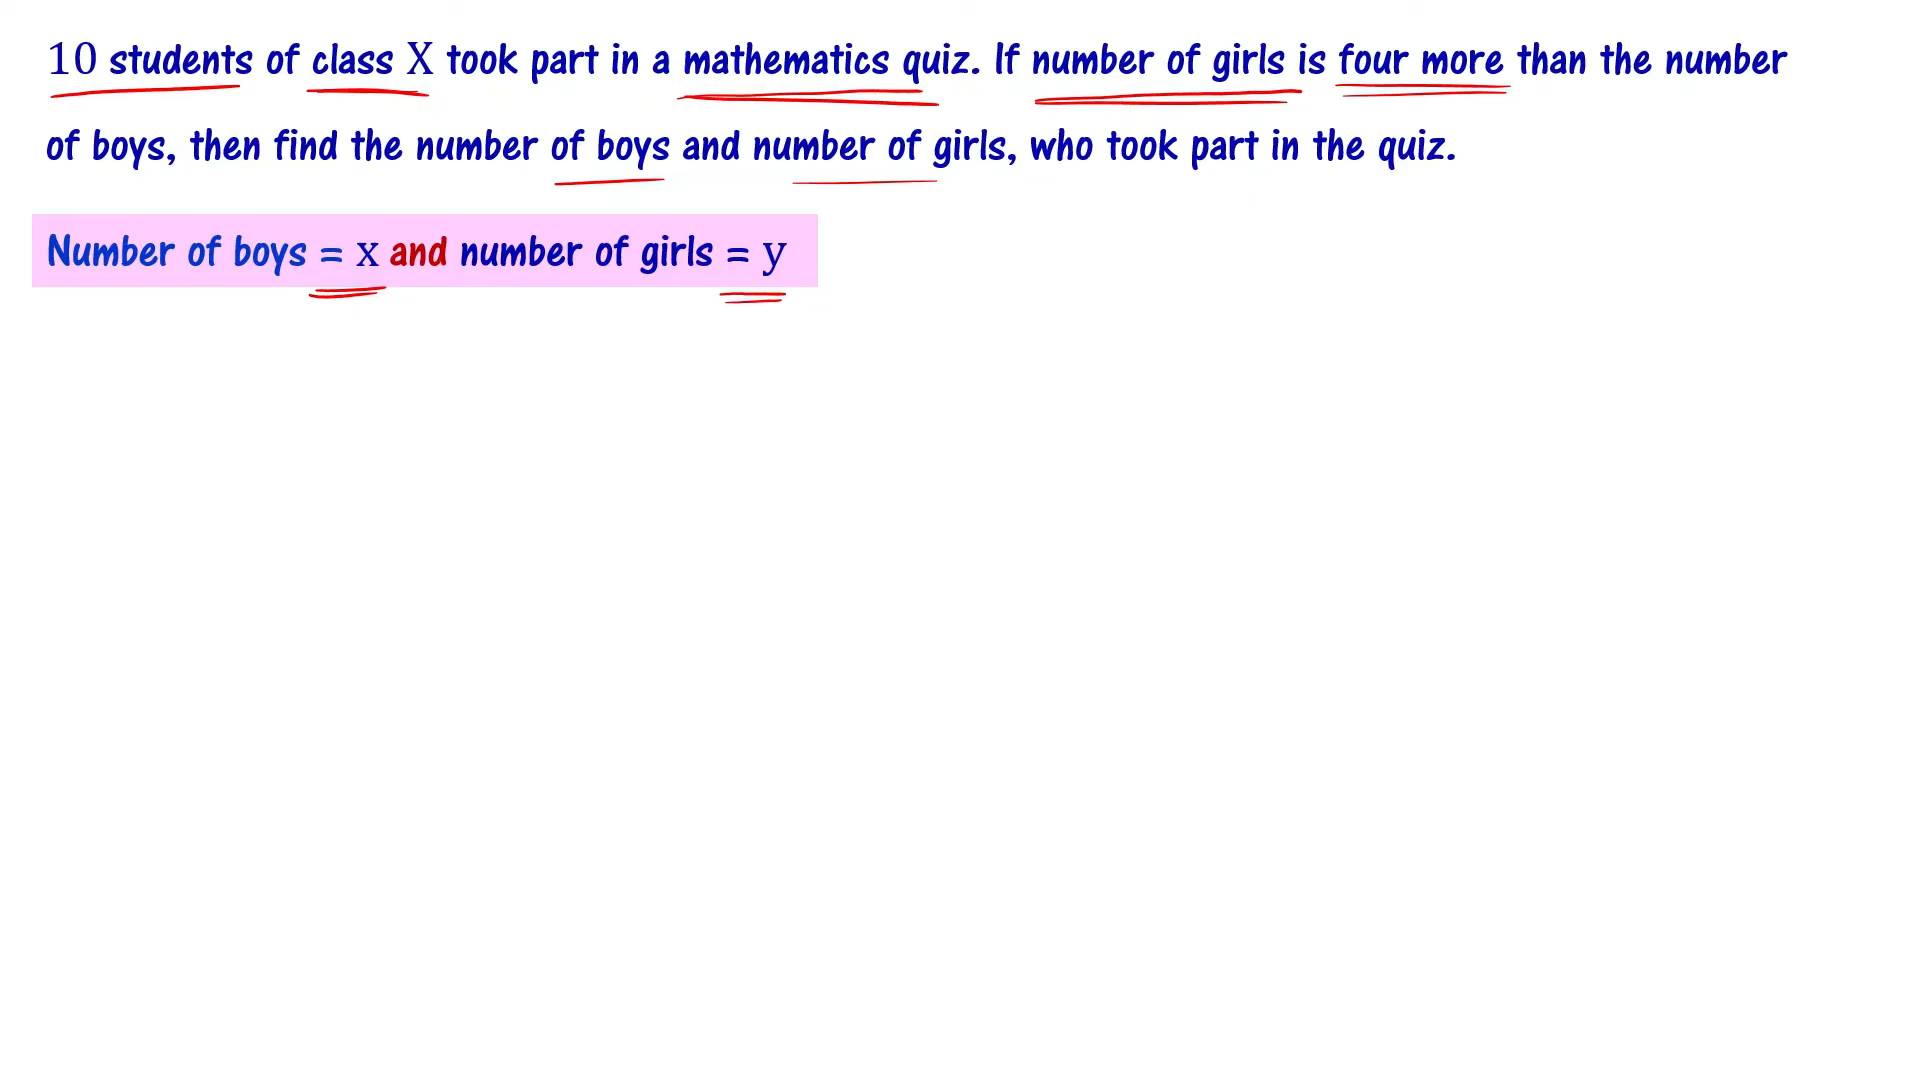 10 students of class X took part in a mathematics quiz. If number of girls is four more than the number
of boys, then find the number of boys and number of girls, who took part in the quiz.
Number of boys = x and number of girls = y